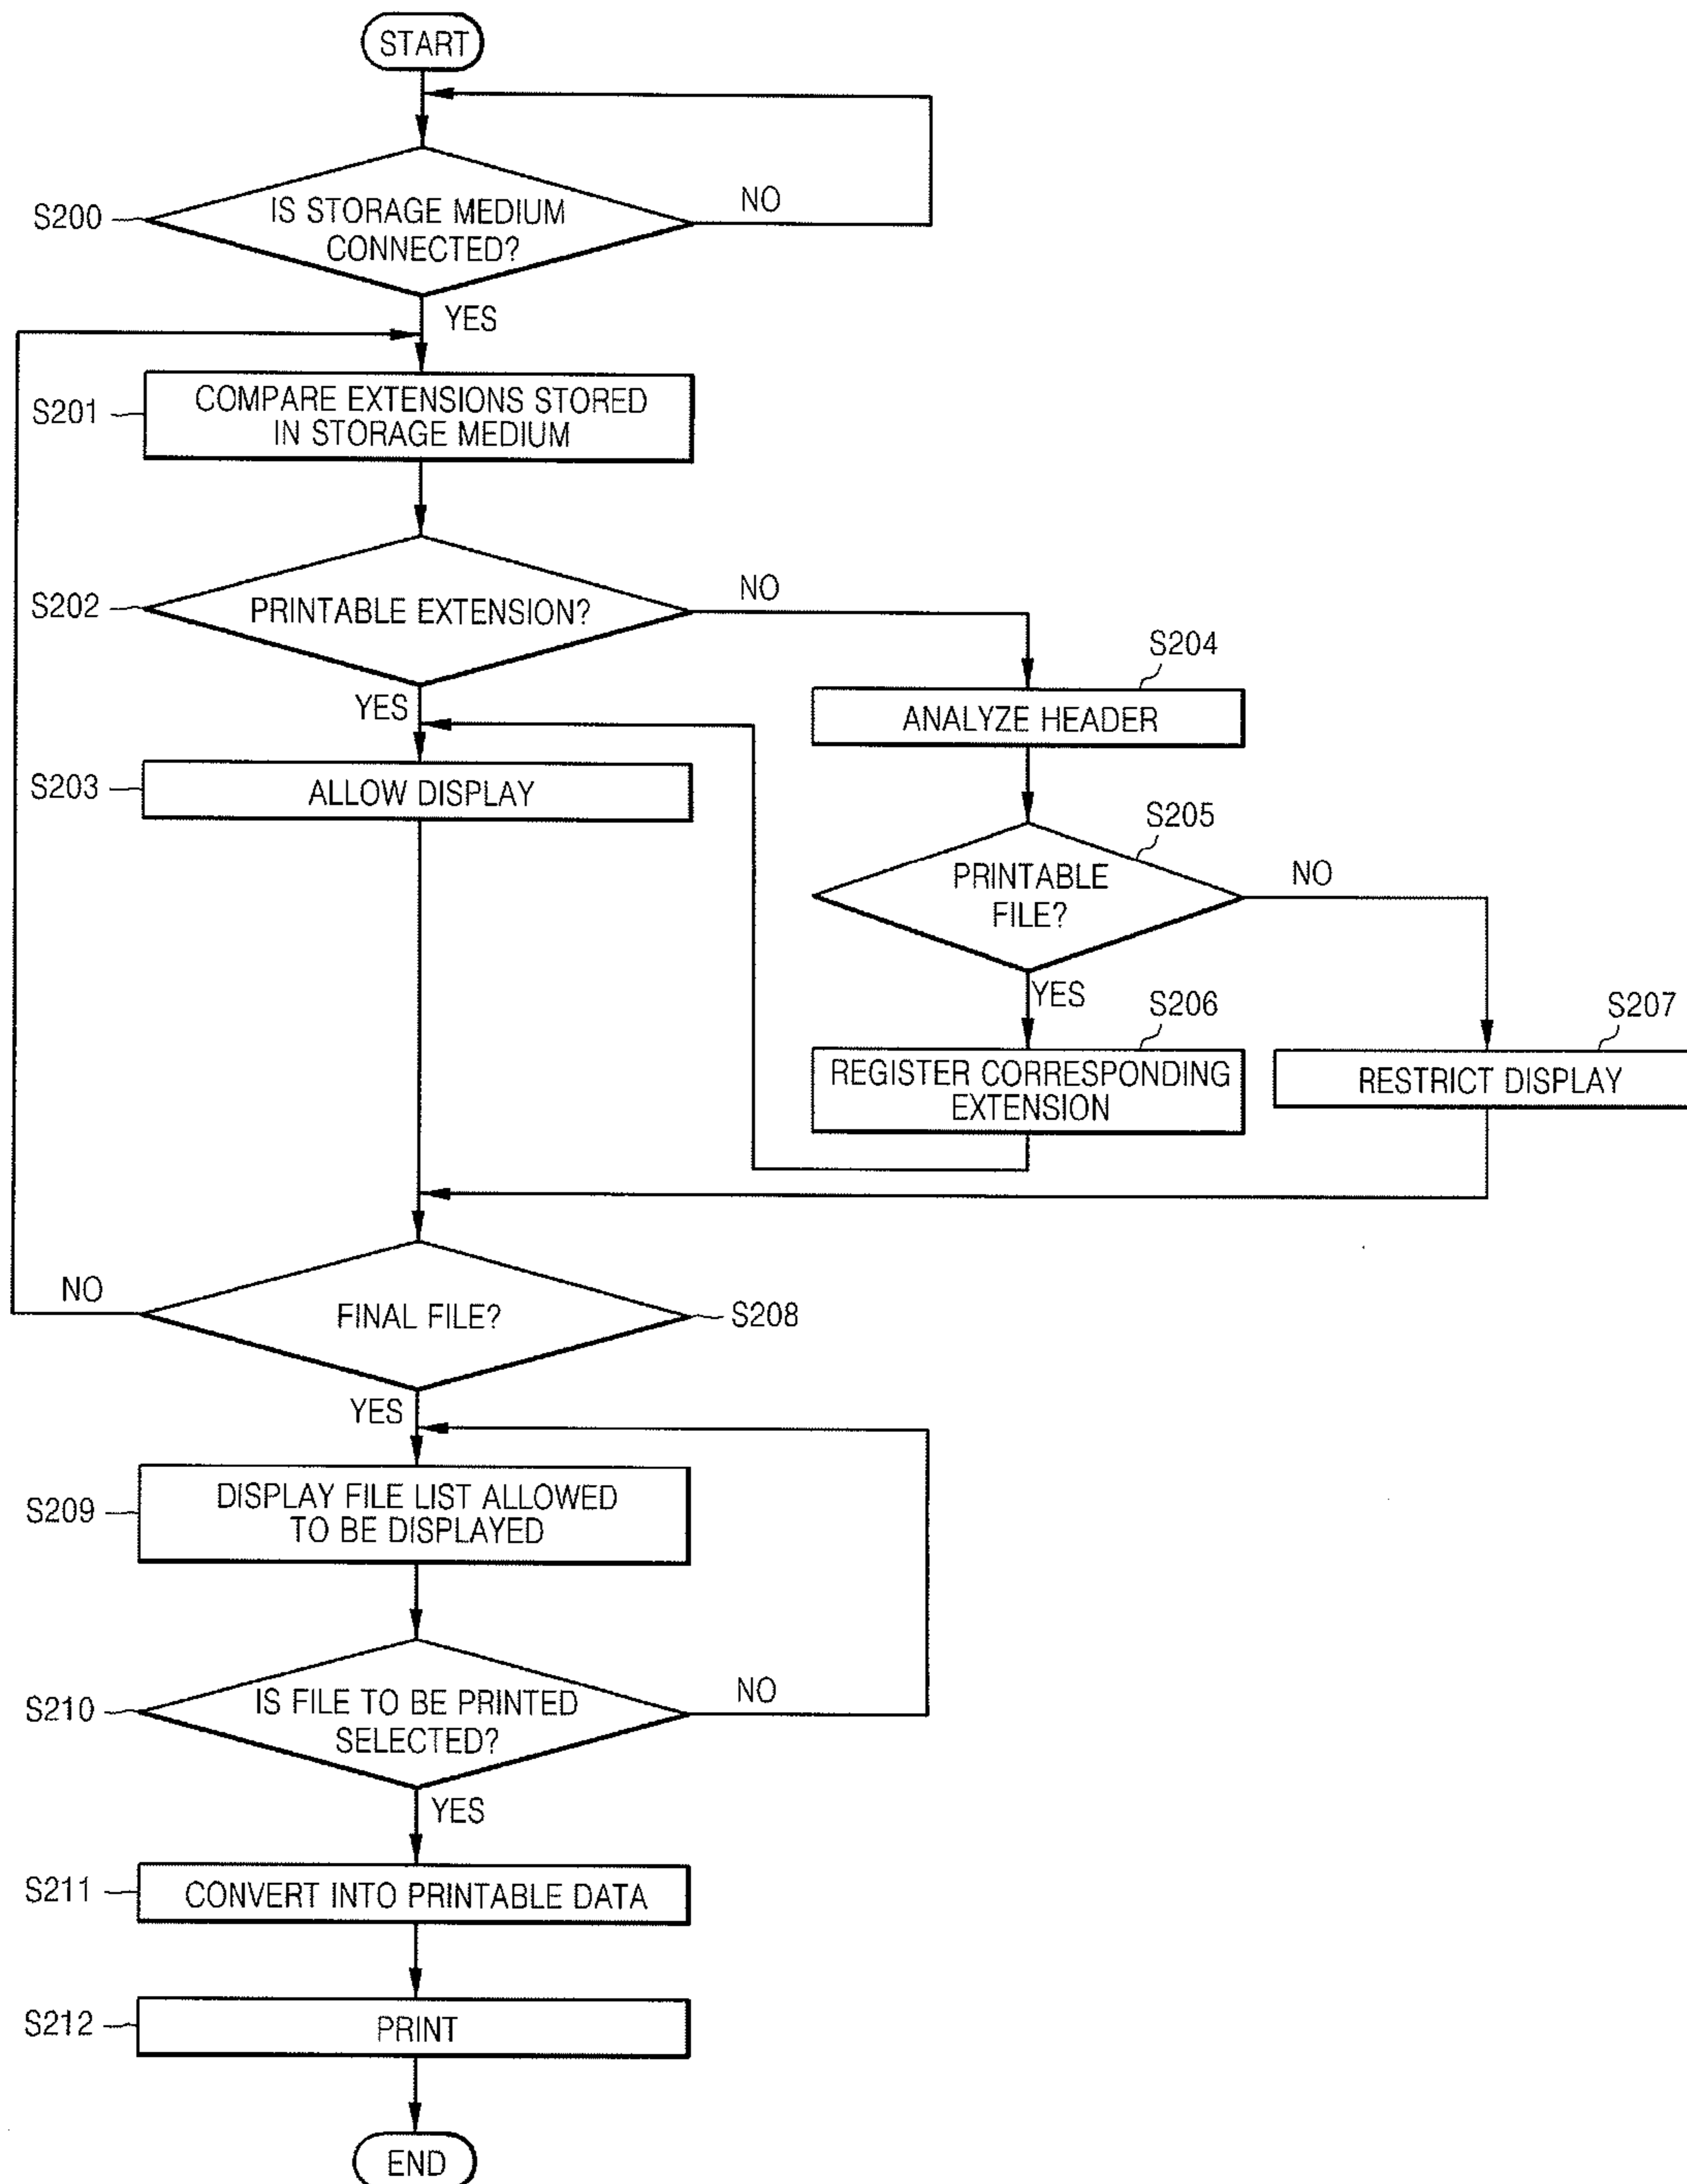 START
S200
IS STORAGE MEDIUM
CONNECTED?
NO
YES
S201
COMPARE EXTENSIONS STORED
IN STORAGE MEDIUM
S202
PRINTABLE EXTENSION?
NO
YES
S204
ANALYZE HEADER
S203
ALLOW DISPLAY
S205
PRINTABLE
FILE?
NO
YES
S206
REGISTER CORRESPONDING
EXTENSION
S207
RESTRICT DISPLAY
NO
FINAL FILE?
S208
YES
S209
DISPLAY FILE LIST ALLOWED
TO BE DISPLAYED
S210
IS FILE TO BE PRINTED
SELECTED?
NO
YES
S211
CONVERT INTO PRINTABLE DATA
S212
PRINT
END